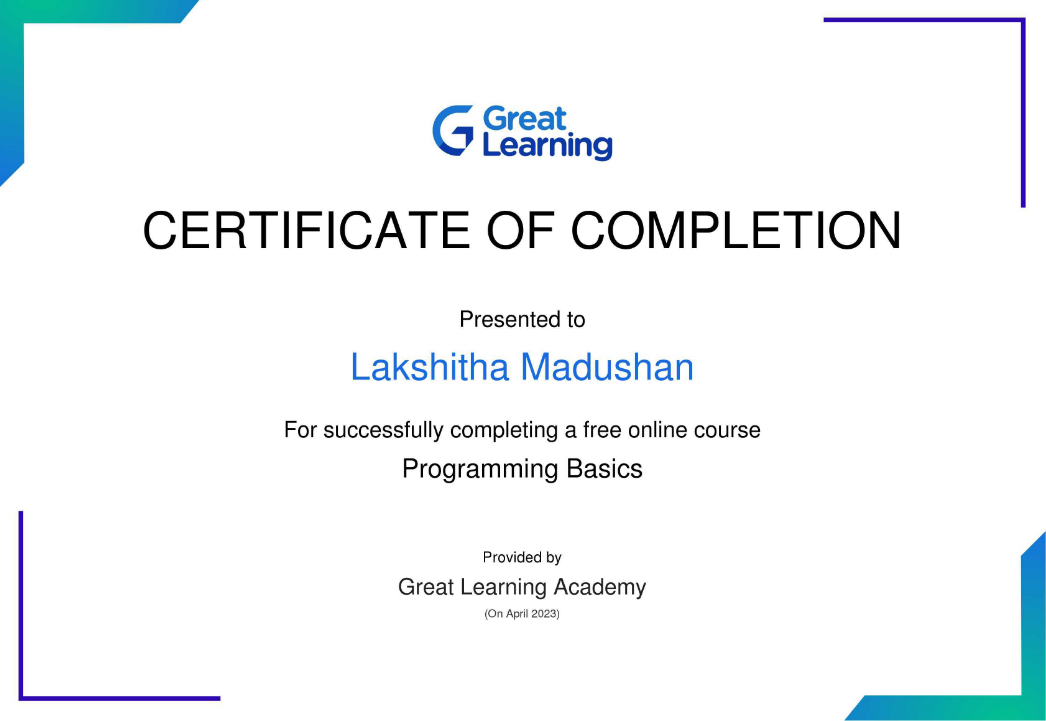 Great
Learning
CERTIFICATE OF COMPLETION
Presented to
Lakshitha Madushan
For successfully completing a free online course
Programming Basics
Provided by
Great Learning Academy
(On April 2023)